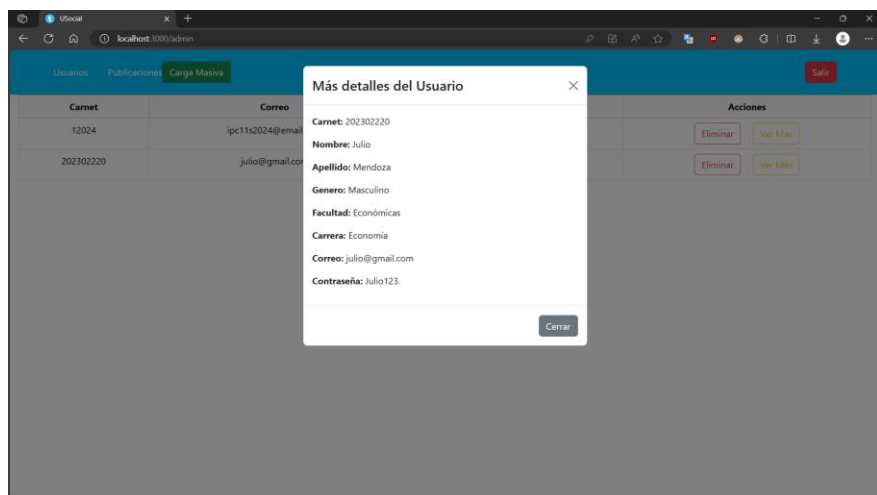 USocial
localhost:3000/admin
Usuarios Publicaciones Carga Masiva Salir
Carnet Correo Acciones
12024 ipc11s2024@email Eliminar Ver Más
202302220 julio@gmail.com Eliminar Ver Más
Más detalles del Usuario
Carnet: 202302220
Nombre: Julio
Apellido: Mendoza
Genero: Masculino
Facultad: Económicas
Carrera: Economía
Correo: julio@gmail.com
Contraseña: Julio123.
Cerrar